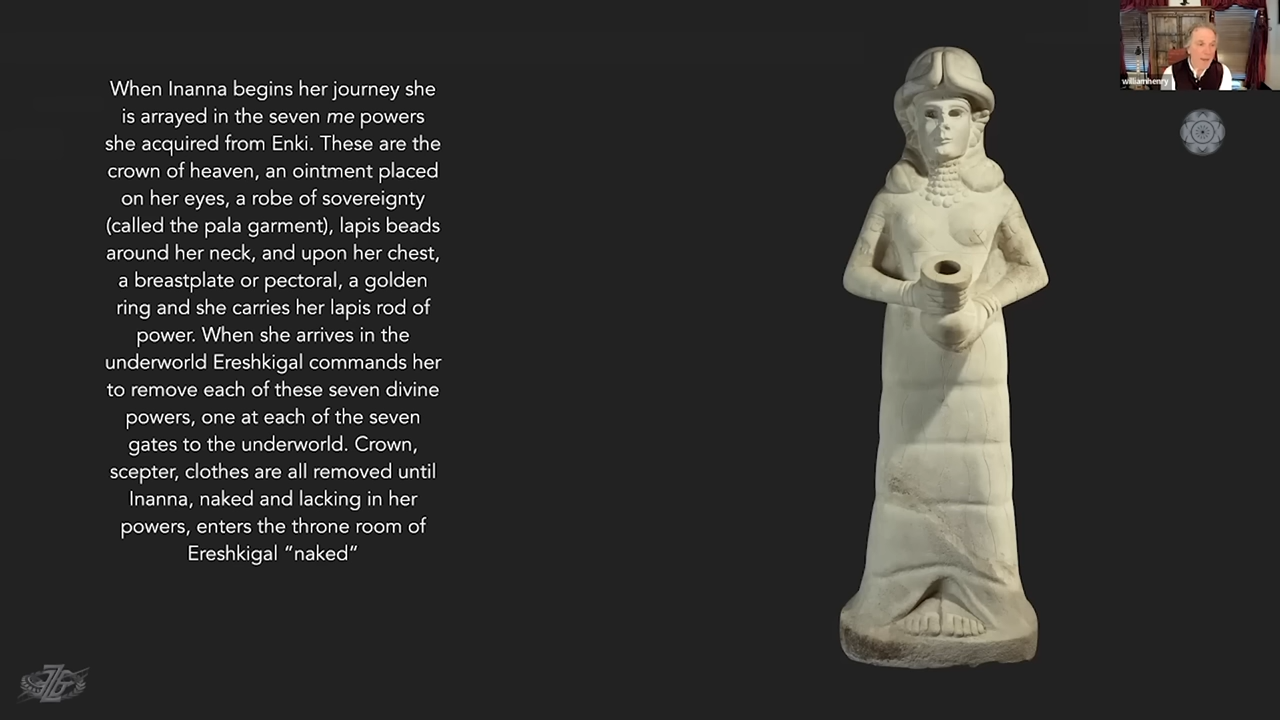 When Inanna begins her journey she
is arrayed in the seven me powers
she acquired from Enki. These are the
crown of heaven, an ointment placed
on her eyes, a robe of sovereignty
(called the pala garment), lapis beads
around her neck, and upon her chest,
a breastplate or pectoral, a golden
ring and she carries her lapis rod of
power. When she arrives in the
underworld Ereshkigal commands her
to remove each of these seven divine
powers, one at each of the seven
gates to the underworld. Crown,
scepter, clothes are all removed until
Inanna, naked and lacking in her
powers, enters the throne room of
Ereshkigal “naked“
williamhenry